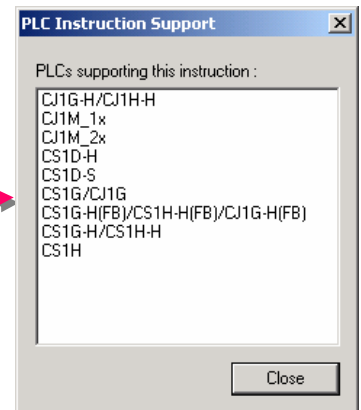 PLC Instruction Support
PLCs supporting this instruction :
CJ1G-H/CJ1H-H
CJ1M_1x
CJ1M_2x
CS1D-H
CS1D-S
CS1G/CJ1G
CS1G-H(FB)/CS1H-H(FB)/CJ1G-H(FB)
CS1G-H/CS1H-H
CS1H
Close